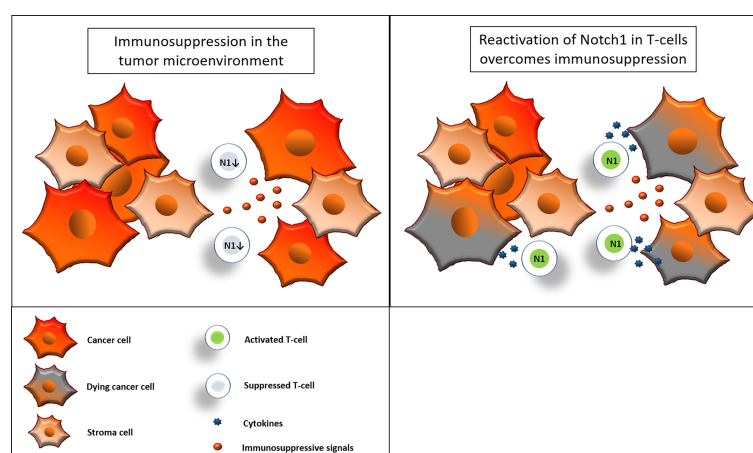 Immunosuppression in the
tumor microenvironment
Reactivation of Notch1 in T-cells
overcomes immunosuppression
N1↓
N1↓
N1
N1
N1
Cancer cell
Dying cancer cell
Stroma cell
Activated T-cell
Suppressed T-cell
Cytokines
Immunosuppressive signals